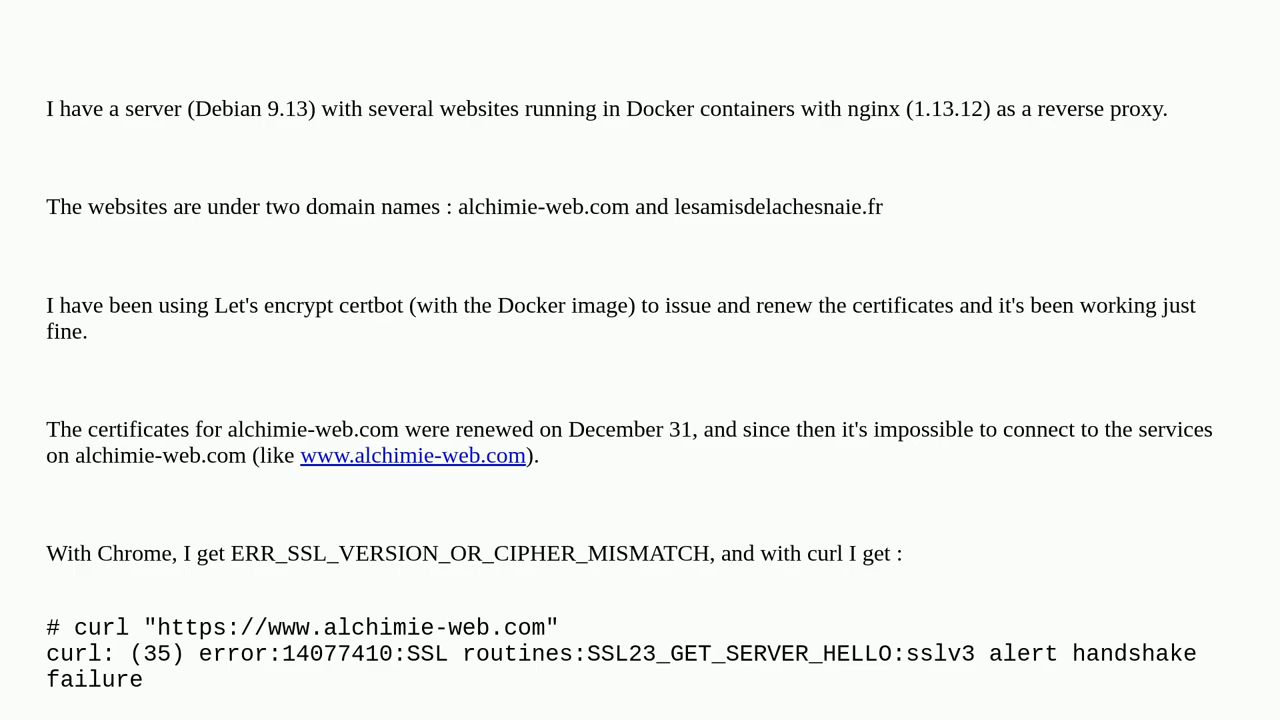 I have a server (Debian 9.13) with several websites running in Docker containers with nginx (1.13.12) as a reverse proxy.
The websites are under two domain names : alchimie-web.com and lesamisdelachesnaie.fr
I have been using Let's encrypt certbot (with the Docker image) to issue and renew the certificates and it's been working just
fine.
The certificates for alchimie-web.com were renewed on December 31, and since then it's impossible to connect to the services
on alchimie-web.com (like www.alchimie-web.com).
With Chrome, I get ERR_SSL_VERSION_OR_CIPHER_MISMATCH, and with curl I get :
# curl "https://www.alchimie-web.com"
curl: (35) error:14077410:SSL routines:SSL23_GET_SERVER_HELLO:sslv3 alert handshake
failure